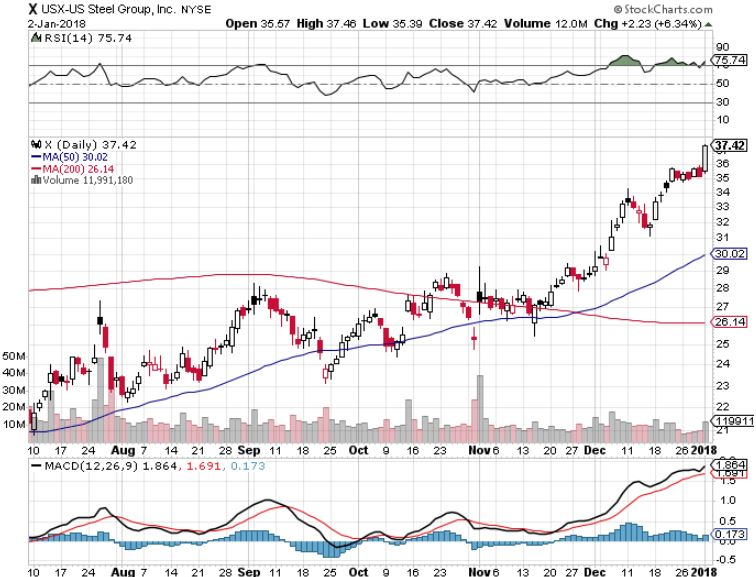 X USX-US Steel Group, Inc. NYSE © StockCharts.com
2-Jan-2018 Open 35.57 High 37.46 Low 35.39 Close 37.42 Volume 12.0M Chg +2.23 (+6.34%)
RSI(14) 75.74
90
75.74
50
30
10
X (Daily) 37.42
MA(50) 30.02
MA(200) 26.14
Volume 11,991,180
37.42
36
35
34
33
32
31
30.02
29
28
27
26.14
25
24
23
22
21
50M
40M
30M
20M
10M
119911
10 17 24 Aug 7 14 21 28 Sep 11 18 25 Oct 9 16 23 Nov 6 13 20 27 Dec 11 18 26 2018
MACD(12,26,9) 1.864, 1.691, 0.173
1.864
1.691
1.0
0.5
0.173
0.0
-0.5
10 17 24 Aug 7 14 21 28 Sep 11 18 25 Oct 9 16 23 Nov 6 13 20 27 Dec 11 18 26 2018